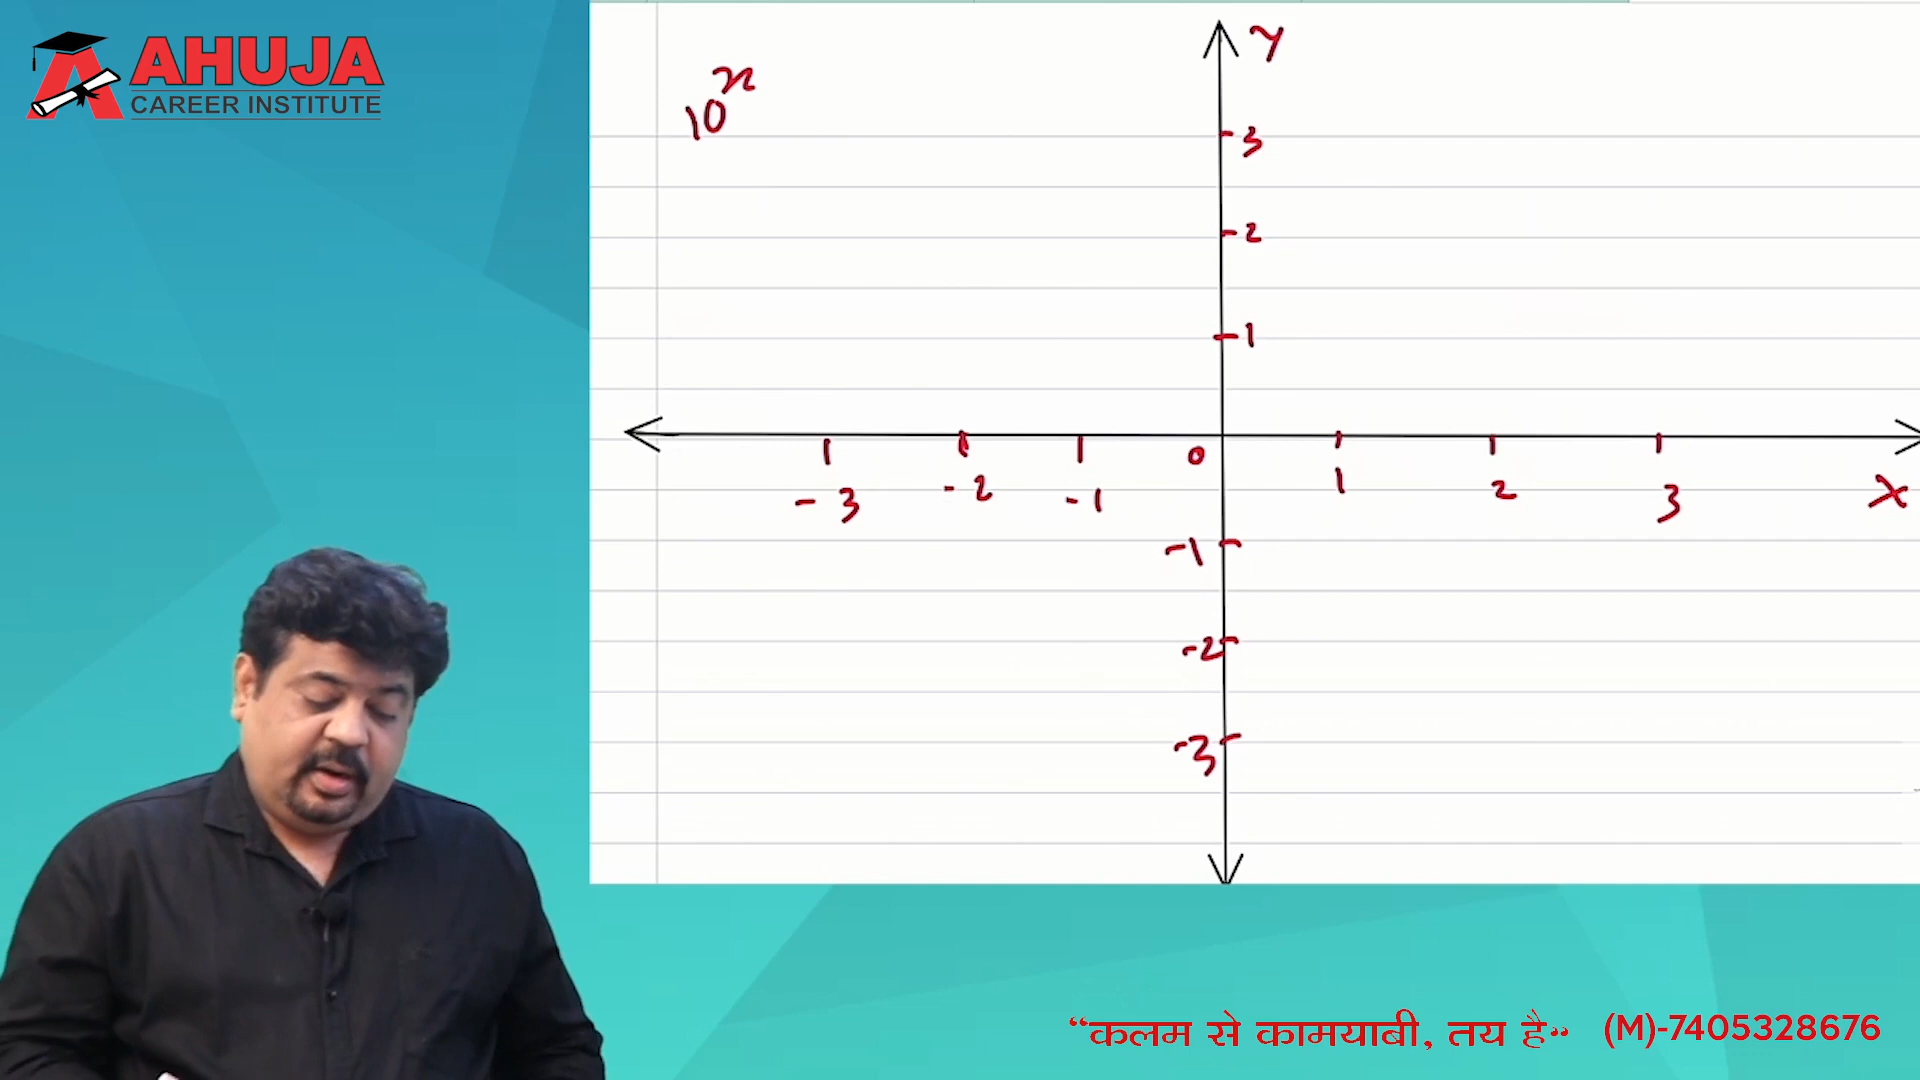 AHUJA
CAREER INSTITUTE
10^x
Y
3
2
1
-3 -2 -1 0 1 2 3 X
-1
-2
-3
“कलम से कामयाबी, तय है” (M)-7405328676